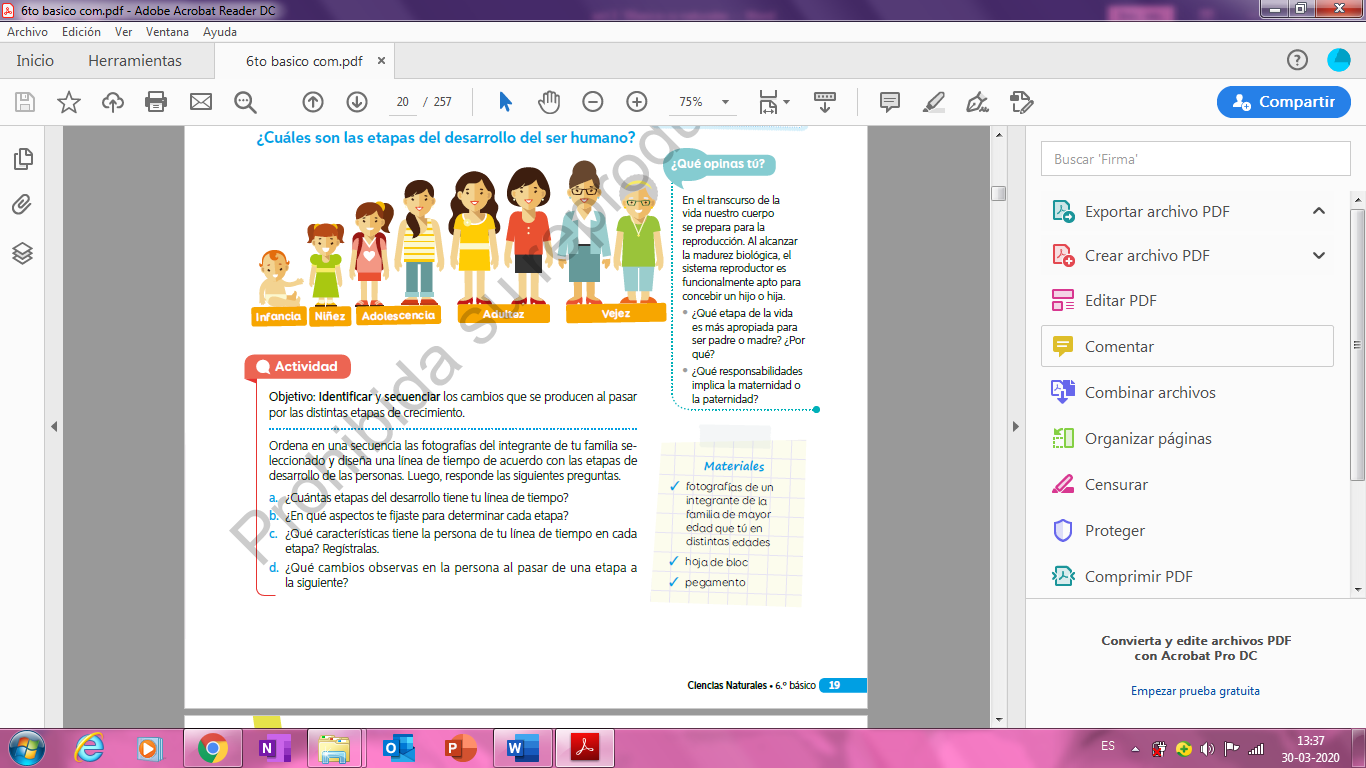 6to basico com.pdf - Adobe Acrobat Reader DC
Archivo Edición Ver Ventana Ayuda
Inicio Herramientas 6to basico com.pdf ×
20 / 257 75% Compartir
¿Cuáles son las etapas del desarrollo del ser humano?
Infancia Niñez Adolescencia Adultez Vejez
¿Qué opinas tú?
En el transcurso de la
vida nuestro cuerpo
se prepara para la
reproducción. Al alcanzar
la madurez biológica, el
sistema reproductor es
funcionalmente apto para
concebir un hijo o hija.
• ¿Qué etapa de la vida
es más apropiada para
ser padre o madre? ¿Por
qué?
• ¿Qué responsabilidades
implica la maternidad o
la paternidad?
Actividad
Objetivo: Identificar y secuenciar los cambios que se producen al pasar
por las distintas etapas de crecimiento.
Ordena en una secuencia las fotografías del integrante de tu familia se-
leccionado y diseña una línea de tiempo de acuerdo con las etapas de
desarrollo de las personas. Luego, responde las siguientes preguntas.
a. ¿Cuántas etapas del desarrollo tiene tu línea de tiempo?
b. ¿En qué aspectos te fijaste para determinar cada etapa?
c. ¿Qué características tiene la persona de tu línea de tiempo en cada
etapa? Regístralas.
d. ¿Qué cambios observas en la persona al pasar de una etapa a
la siguiente?
Materiales
✓ fotografías de un
integrante de la
familia de mayor
edad que tú en
distintas edades
✓ hoja de bloc
✓ pegamento
Prohibida su reprodu
Ciencias Naturales • 6.º básico 19
Buscar 'Firma'
Exportar archivo PDF
Crear archivo PDF
Editar PDF
Comentar
Combinar archivos
Organizar páginas
Censurar
Proteger
Comprimir PDF
Convierta y edite archivos PDF
con Acrobat Pro DC
Empezar prueba gratuita
ES 13:37
30-03-2020